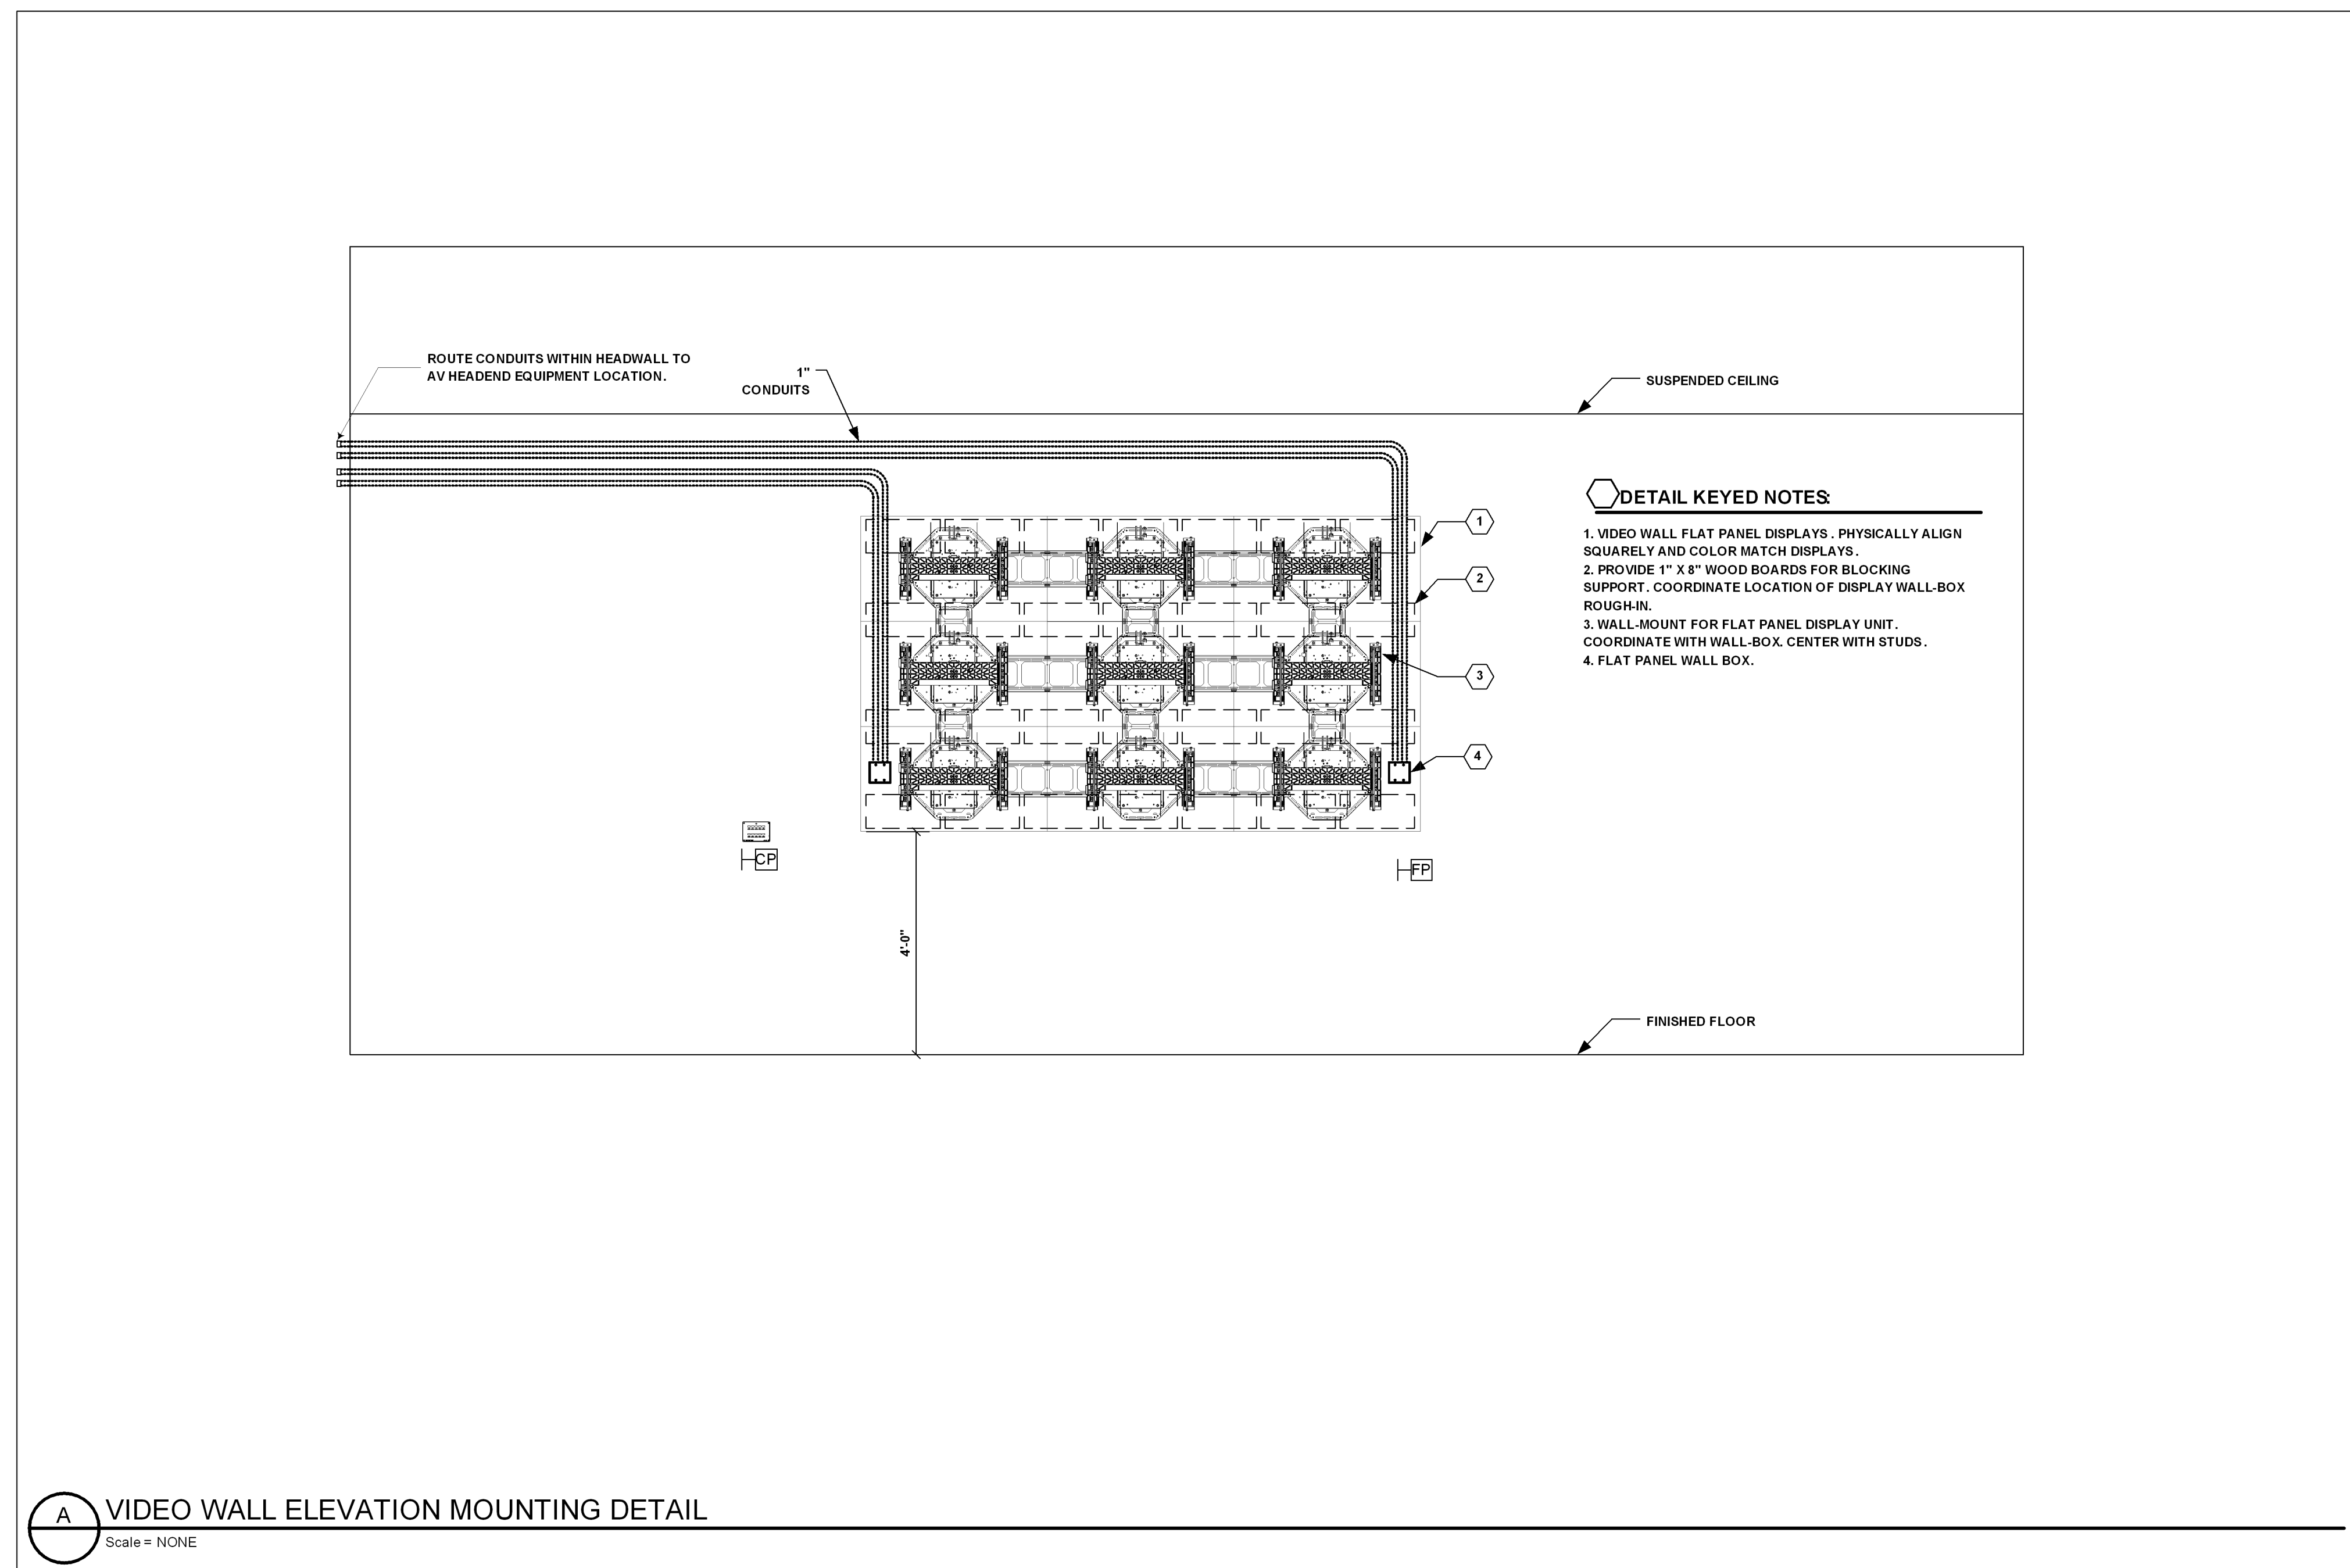 ROUTE CONDUITS WITHIN HEADWALL TO
AV HEADEND EQUIPMENT LOCATION.
1"
CONDUITS
SUSPENDED CEILING
DETAIL KEYED NOTES:
1. VIDEO WALL FLAT PANEL DISPLAYS. PHYSICALLY ALIGN
SQUARELY AND COLOR MATCH DISPLAYS.
2. PROVIDE 1" X 8" WOOD BOARDS FOR BLOCKING
SUPPORT. COORDINATE LOCATION OF DISPLAY WALL-BOX
ROUGH-IN.
3. WALL-MOUNT FOR FLAT PANEL DISPLAY UNIT.
COORDINATE WITH WALL-BOX. CENTER WITH STUDS.
4. FLAT PANEL WALL BOX.
1
2
3
4
CP
FP
4'-0"
FINISHED FLOOR
A
VIDEO WALL ELEVATION MOUNTING DETAIL
Scale = NONE